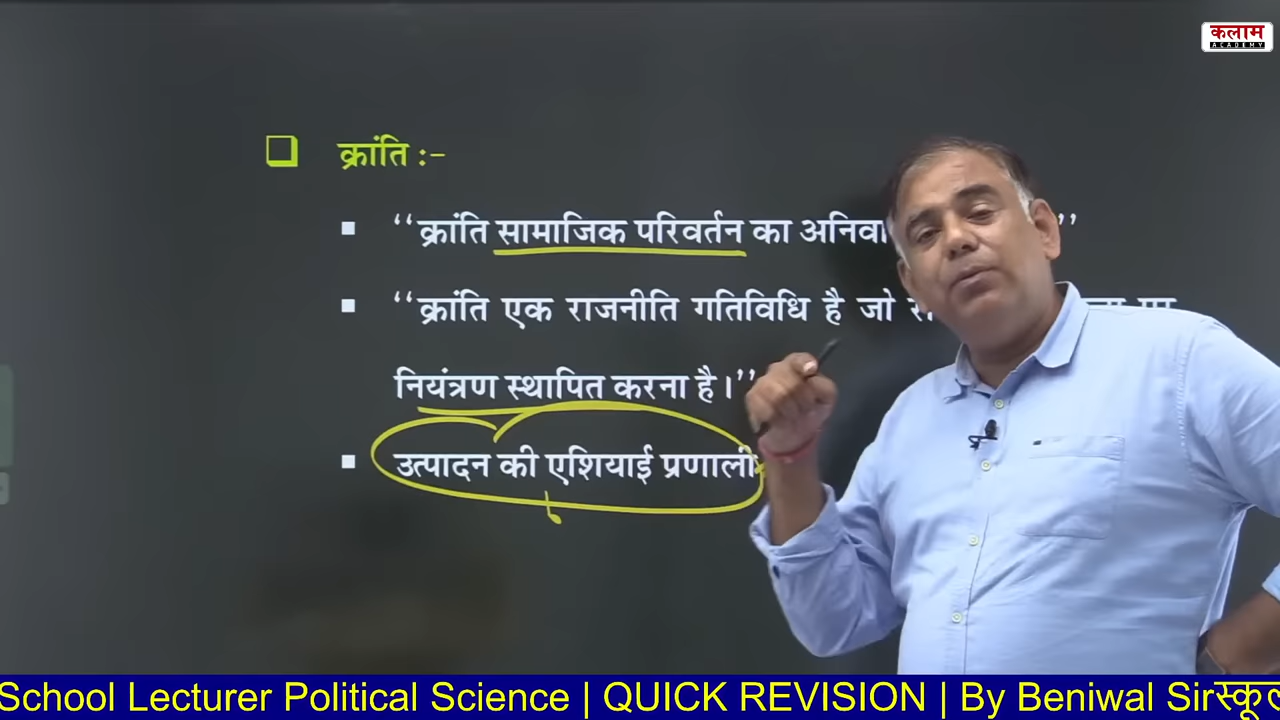 कलाम
ACADEMY
❑ क्रांति :–
▪ ‘‘क्रांति सामाजिक परिवर्तन का ’’
▪ ‘‘क्रांति एक राजनीति गतिविधि है जो पर
नियंत्रण स्थापित करना है।’’
▪ उत्पादन की एशियाई प्रणाली
School Lecturer Political Science | QUICK REVISION | By Beniwal Sir